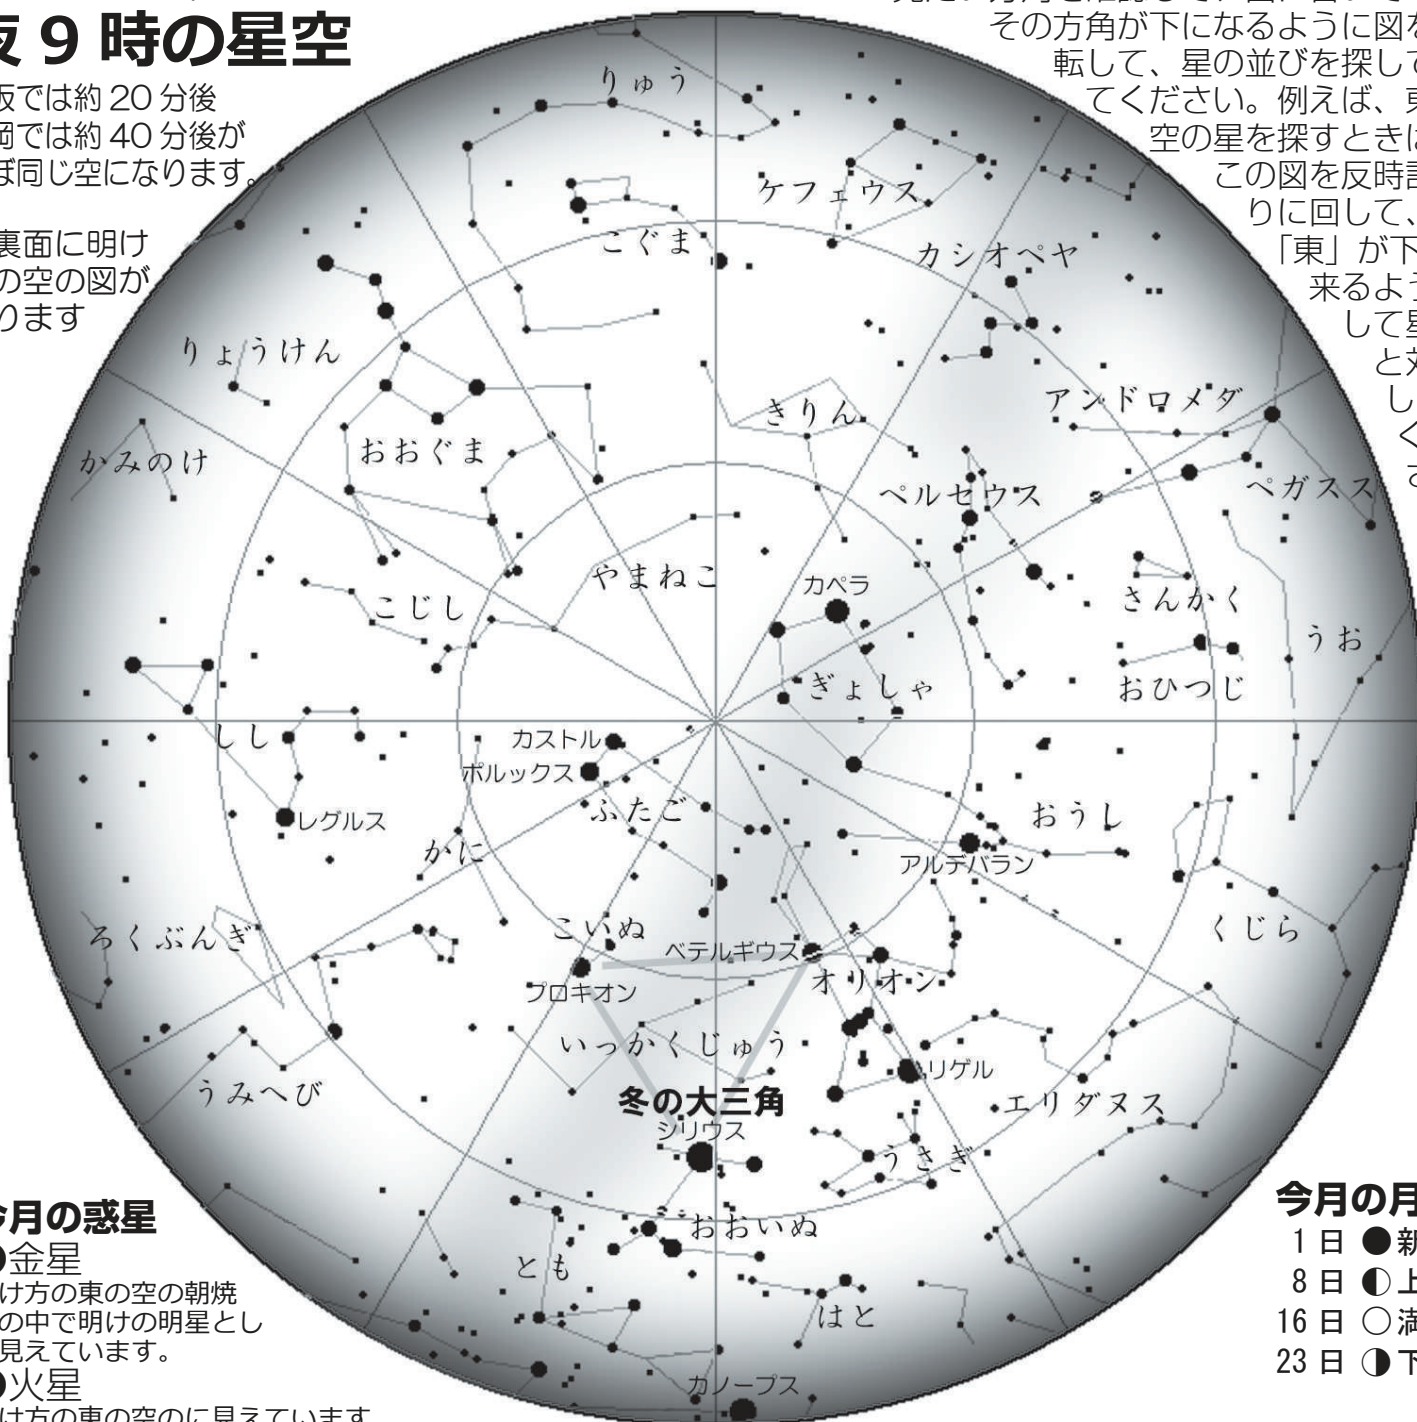 夜 9 時の星空
阪では約 20 分後
岡では約 40 分後が
ぼ同じ空になります。
裏面に明け
の空の図が
ります
その方角が下になるように図を
転して、星の並びを探して
てください。例えば、東
空の星を探すときは
この図を反時計
りに回して、
「東」が下
来るよう
して星
と対
し
く
りゅう
ケフェウス
こぐま
カシオペヤ
りょうけん
アンドロメダ
きりん
おおぐま
かみのけ
ペルセウス
ペガスス
やまねこ
カペラ
こじし
さんかく
うお
ぎょしゃ
おひつじ
しし
カストル
ポルックス
ふたご
おうし
レグルス
かに
アルデバラン
ろくぶんぎ
こいぬ
くじら
ベテルギウス
オリオン
プロキオン
いっかくじゅう
リゲル
うみへび
冬の大三角
エリダヌス
シリウス
うさぎ
おおいぬ
とも
はと
カノープス
今月の惑星
●金星
け方の東の空の朝焼
の中で明けの明星とし
見えています。
●火星
け方の東の空のに見えています
今月の月
1 日 ●新
8 日 ◐上
16 日 ○満
23 日 ◑下